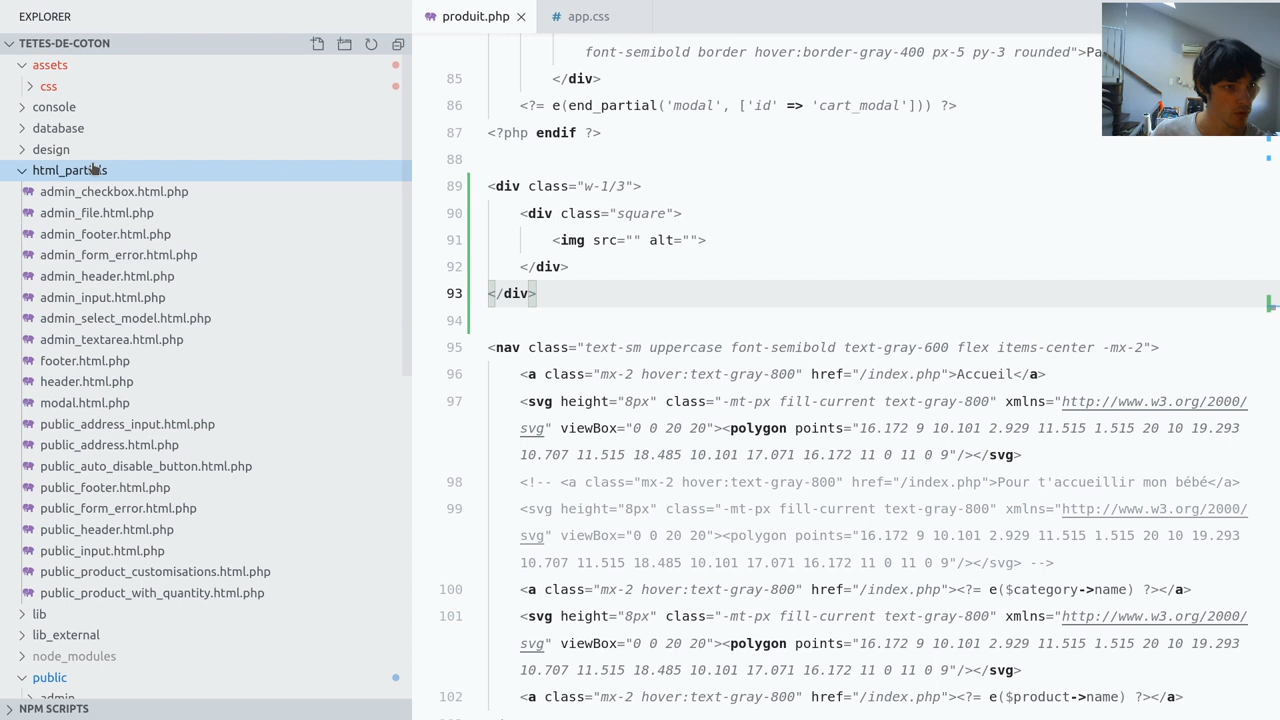 EXPLORER
TETES-DE-COTON
assets
css
console
database
design
html_partials
admin_checkbox.html.php
admin_file.html.php
admin_footer.html.php
admin_form_error.html.php
admin_header.html.php
admin_input.html.php
admin_select_model.html.php
admin_textarea.html.php
footer.html.php
header.html.php
modal.html.php
public_address_input.html.php
public_address.html.php
public_auto_disable_button.html.php
public_footer.html.php
public_form_error.html.php
public_header.html.php
public_input.html.php
public_product_customisations.html.php
public_product_with_quantity.html.php
lib
lib_external
node_modules
public
admin
NPM SCRIPTS
produit.php
# app.css
font-semibold border hover:border-gray-400 px-5 py-3 rounded">Pa
85 </div>
86 <?= e(end_partial('modal', ['id' => 'cart_modal'])) ?>
87 <?php endif ?>
88
89 <div class="w-1/3">
90 <div class="square">
91 <img src="" alt="">
92 </div>
93 </div>
94
95 <nav class="text-sm uppercase font-semibold text-gray-600 flex items-center -mx-2">
96 <a class="mx-2 hover:text-gray-800" href="/index.php">Accueil</a>
97 <svg height="8px" class="-mt-px fill-current text-gray-800" xmlns="http://www.w3.org/2000/
svg" viewBox="0 0 20 20"><polygon points="16.172 9 10.101 2.929 11.515 1.515 20 10 19.293
10.707 11.515 18.485 10.101 17.071 16.172 11 0 11 0 9"/></svg>
98 <!-- <a class="mx-2 hover:text-gray-800" href="/index.php">Pour t'accueillir mon bébé</a>
99 <svg height="8px" class="-mt-px fill-current text-gray-800" xmlns="http://www.w3.org/2000/
svg" viewBox="0 0 20 20"><polygon points="16.172 9 10.101 2.929 11.515 1.515 20 10 19.293
10.707 11.515 18.485 10.101 17.071 16.172 11 0 11 0 9"/></svg> -->
100 <a class="mx-2 hover:text-gray-800" href="/index.php"><?= e($category->name) ?></a>
101 <svg height="8px" class="-mt-px fill-current text-gray-800" xmlns="http://www.w3.org/2000/
svg" viewBox="0 0 20 20"><polygon points="16.172 9 10.101 2.929 11.515 1.515 20 10 19.293
10.707 11.515 18.485 10.101 17.071 16.172 11 0 11 0 9"/></svg>
102 <a class="mx-2 hover:text-gray-800" href="/index.php"><?= e($product->name) ?></a>